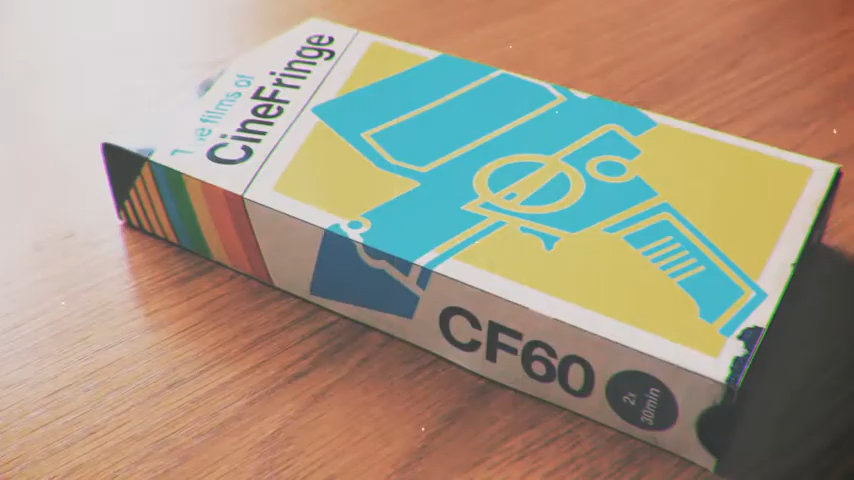 The films of
CineFringe
CF60
2x
30min